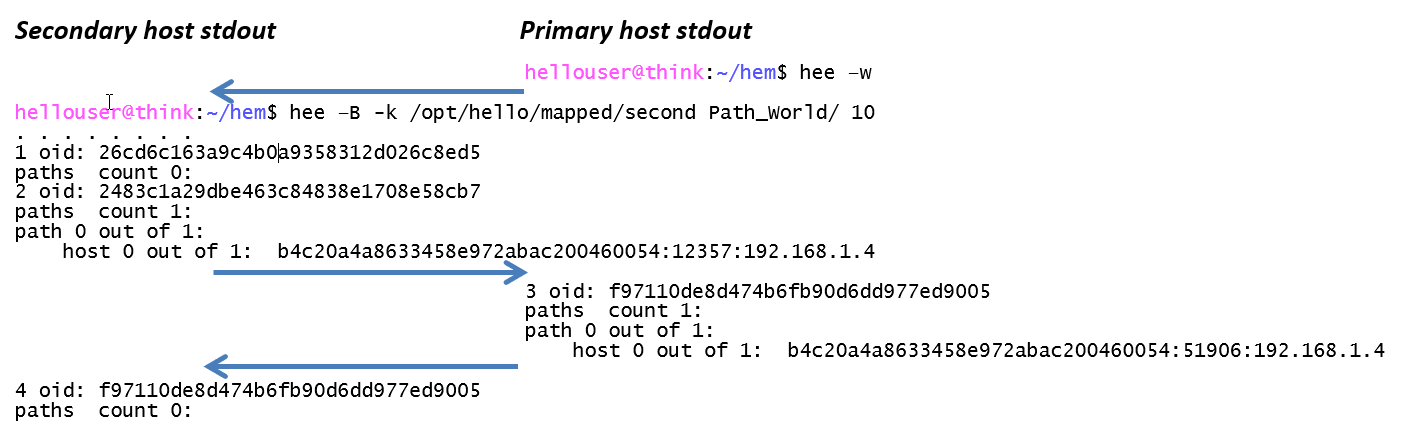 Secondary host stdout
Primary host stdout
hellouser@think:~/hem$ hee –w
hellouser@think:~/hem$ hee –B -k /opt/hello/mapped/second Path_World/ 10
. . . . . . . .
1 oid: 26cd6c163a9c4b0a9358312d026c8ed5
paths  count 0:
2 oid: 2483c1a29dbe463c84838e1708e58cb7
paths  count 1:
path 0 out of 1:
    host 0 out of 1:  b4c20a4a8633458e972abac200460054:12357:192.168.1.4
3 oid: f97110de8d474b6fb90d6dd977ed9005
paths  count 1:
path 0 out of 1:
    host 0 out of 1:  b4c20a4a8633458e972abac200460054:51906:192.168.1.4
4 oid: f97110de8d474b6fb90d6dd977ed9005
paths  count 0: